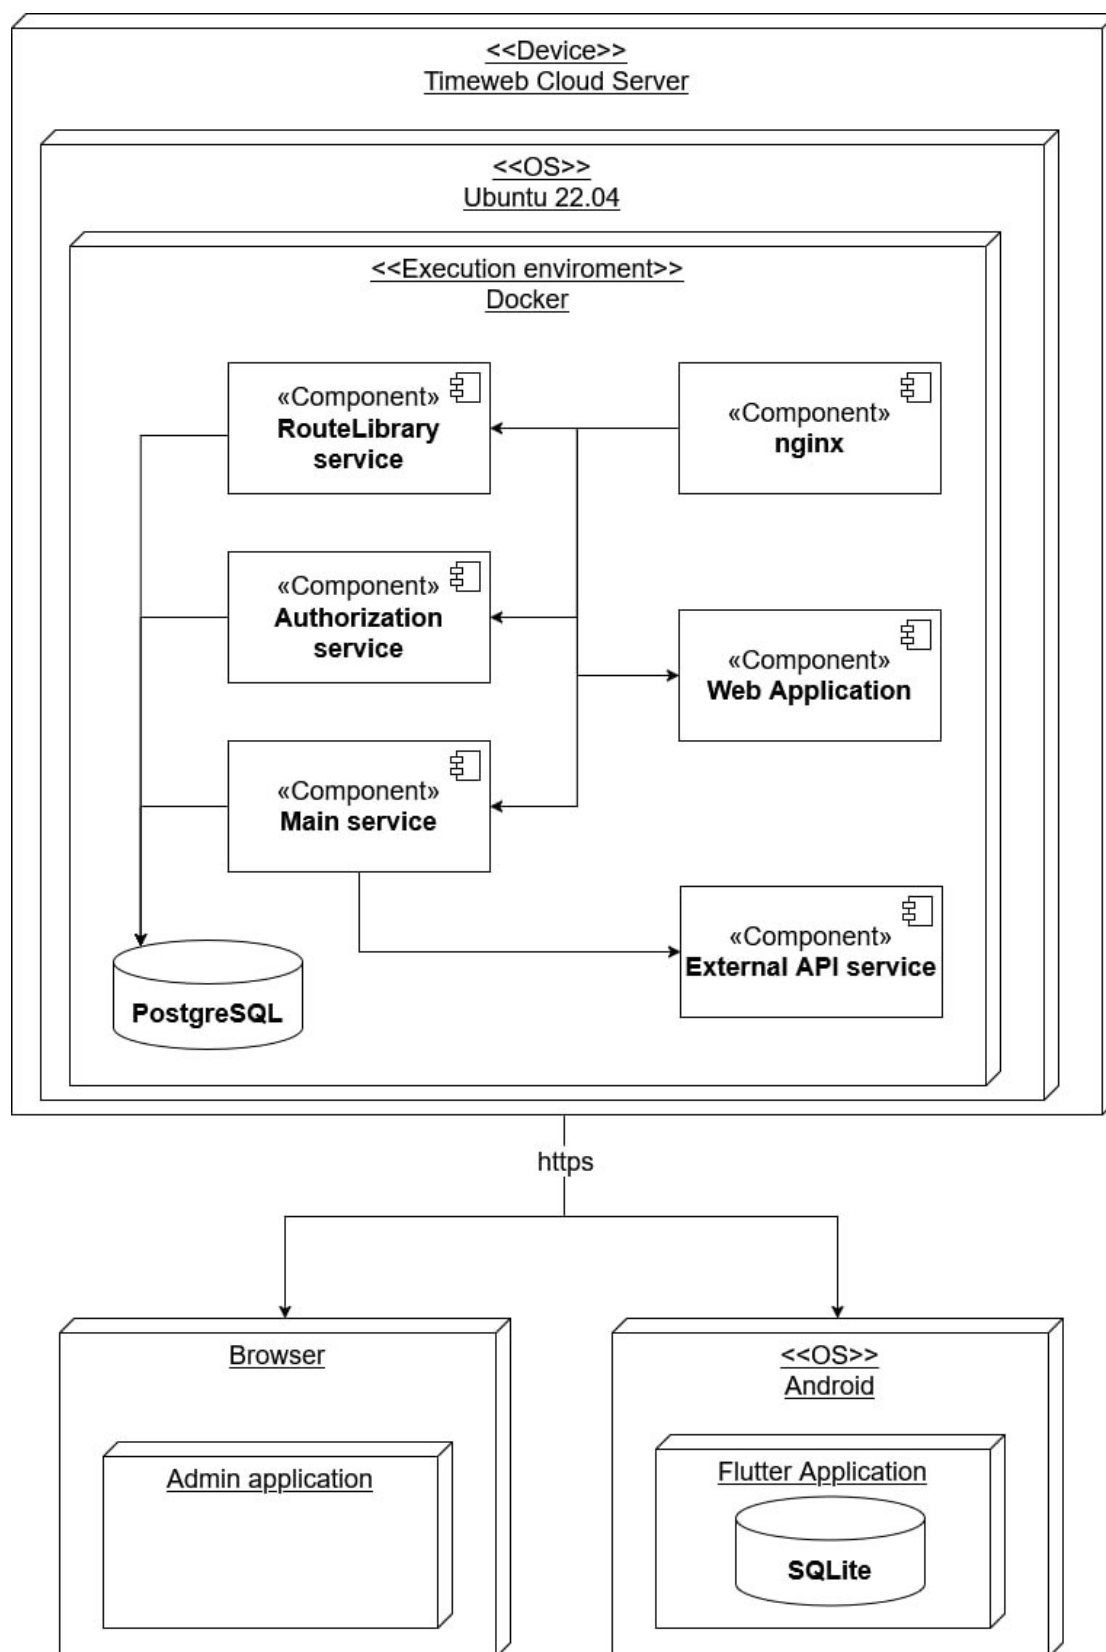 <<Device>>
Timeweb Cloud Server
<<OS>>
Ubuntu 22.04
<<Execution enviroment>>
Docker
«Component»
RouteLibrary
service
«Component»
nginx
«Component»
Authorization
service
«Component»
Web Application
«Component»
Main service
«Component»
External API service
PostgreSQL
https
Browser
Admin application
<<OS>>
Android
Flutter Application
SQLite